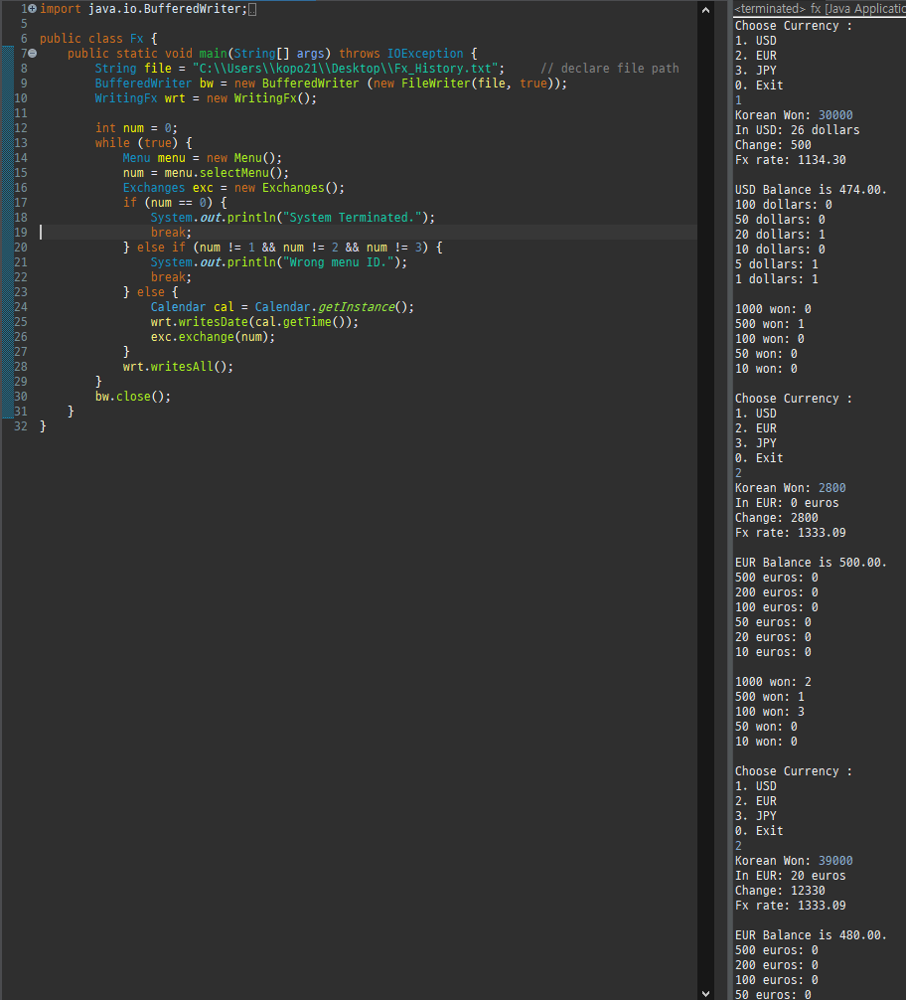 import java.io.BufferedWriter;
public class Fx {
public static void main(String[] args) throws IOException {
String file = "C:\\Users\\kopo21\\Desktop\\Fx_History.txt"; // declare file path
BufferedWriter bw = new BufferedWriter (new FileWriter(file, true));
WritingFx wrt = new WritingFx();
int num = 0;
while (true) {
Menu menu = new Menu();
num = menu.selectMenu();
Exchanges exc = new Exchanges();
if (num == 0) {
System.out.println("System Terminated.");
break;
} else if (num != 1 && num != 2 && num != 3) {
System.out.println("Wrong menu ID.");
break;
} else {
Calendar cal = Calendar.getInstance();
wrt.writesDate(cal.getTime());
exc.exchange(num);
}
wrt.writesAll();
}
bw.close();
}
}
1
5
6
7
8
9
10
11
12
13
14
15
16
17
18
19
20
21
22
23
24
25
26
27
28
29
30
31
32
<terminated> fx [Java Applicatio
Choose Currency :
1. USD
2. EUR
3. JPY
0. Exit
1
Korean Won: 30000
In USD: 26 dollars
Change: 500
Fx rate: 1134.30
USD Balance is 474.00.
100 dollars: 0
50 dollars: 0
20 dollars: 1
10 dollars: 0
5 dollars: 1
1 dollars: 1
1000 won: 0
500 won: 1
100 won: 0
50 won: 0
10 won: 0
Choose Currency :
1. USD
2. EUR
3. JPY
0. Exit
2
Korean Won: 2800
In EUR: 0 euros
Change: 2800
Fx rate: 1333.09
EUR Balance is 500.00.
500 euros: 0
200 euros: 0
100 euros: 0
50 euros: 0
20 euros: 0
10 euros: 0
1000 won: 2
500 won: 1
100 won: 3
50 won: 0
10 won: 0
Choose Currency :
1. USD
2. EUR
3. JPY
0. Exit
2
Korean Won: 39000
In EUR: 20 euros
Change: 12330
Fx rate: 1333.09
EUR Balance is 480.00.
500 euros: 0
200 euros: 0
100 euros: 0
50 euros: 0